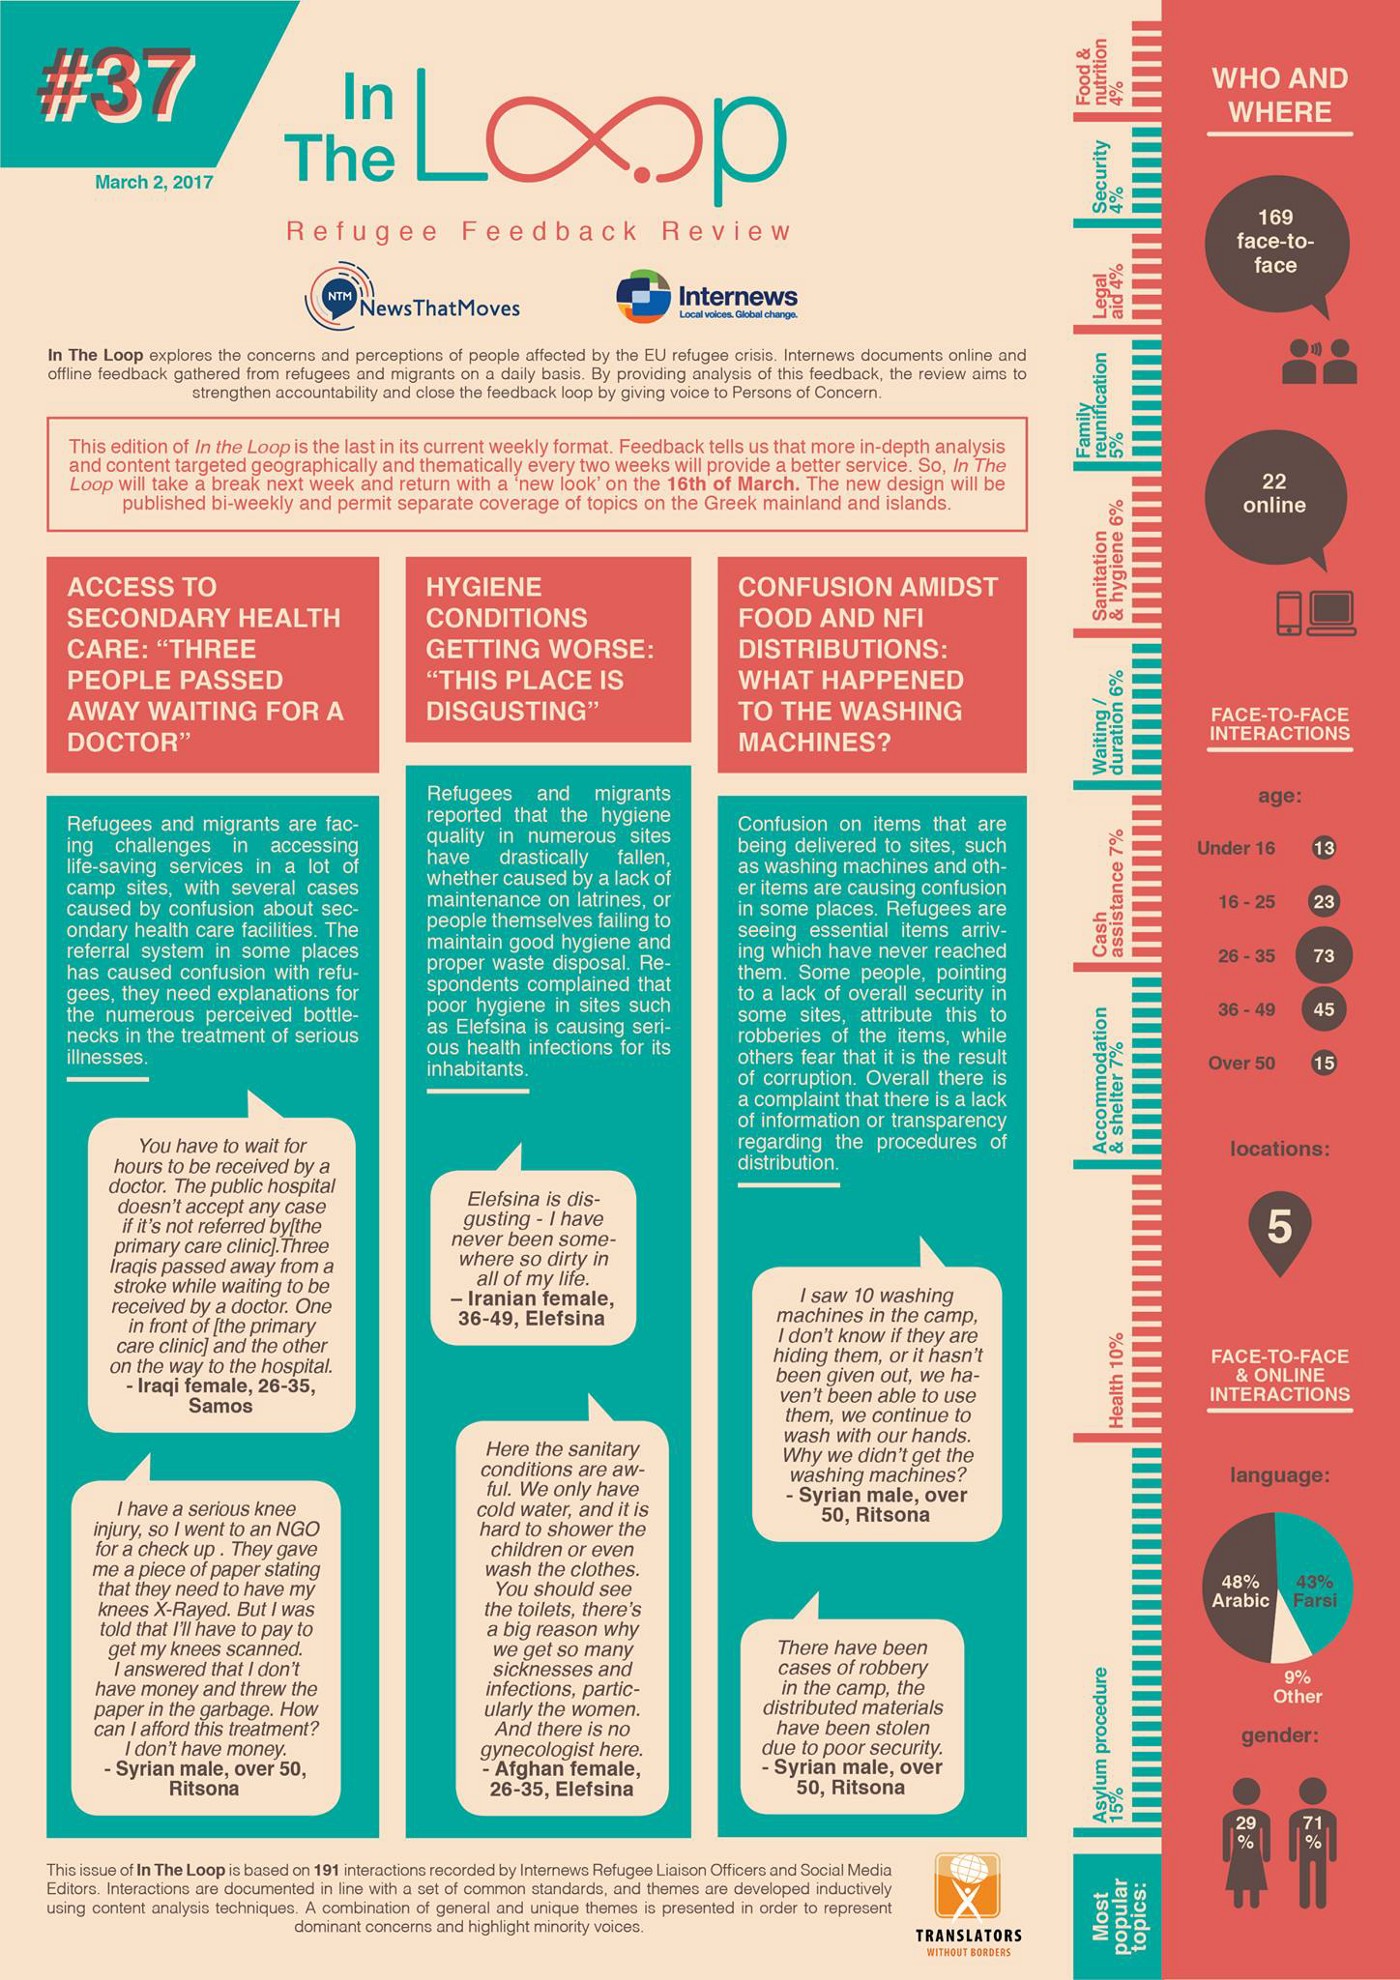 #37
March 2, 2017
In
The Loop
Refugee Feedback Review
NTM
NewsThatMoves
Internews
Local voices. Global change.
In The Loop explores the concerns and perceptions of people affected by the EU refugee crisis. Internews documents online and
offline feedback gathered from refugees and migrants on a daily basis. By providing analysis of this feedback, the review aims to
strengthen accountability and close the feedback loop by giving voice to Persons of Concern.
This edition of In the Loop is the last in its current weekly format. Feedback tells us that more in-depth analysis
and content targeted geographically and thematically every two weeks will provide a better service. So, In The
Loop will take a break next week and return with a 'new look' on the 16th of March. The new design will be
published bi-weekly and permit separate coverage of topics on the Greek mainland and islands.
ACCESS TO
SECONDARY HEALTH
CARE: “THREE
PEOPLE PASSED
AWAY WAITING FOR A
DOCTOR”
Refugees and migrants are fac-
ing challenges in accessing
life-saving services in a lot of
camp sites, with several cases
caused by confusion about sec-
ondary health care facilities. The
referral system in some places
has caused confusion with refu-
gees, they need explanations for
the numerous perceived bottle-
necks in the treatment of serious
illnesses.
You have to wait for
hours to be received by a
doctor. The public hospital
doesn't accept any case
if it's not referred by[the
primary care clinic].Three
Iraqis passed away from a
stroke while waiting to be
received by a doctor. One
in front of [the primary
care clinic] and the other
on the way to the hospital.
- Iraqi female, 26-35,
Samos
I have a serious knee
injury, so I went to an NGO
for a check up . They gave
me a piece of paper stating
that they need to have my
knees X-Rayed. But I was
told that I'll have to pay to
get my knees scanned.
I answered that I don't
have money and threw the
paper in the garbage. How
can I afford this treatment?
I don't have money.
- Syrian male, over 50,
Ritsona
HYGIENE
CONDITIONS
GETTING WORSE:
“THIS PLACE IS
DISGUSTING”
Refugees and migrants
reported that the hygiene
quality in numerous sites
have drastically fallen,
whether caused by a lack of
maintenance on latrines, or
people themselves failing to
maintain good hygiene and
proper waste disposal. Re-
spondents complained that
poor hygiene in sites such
as Elefsina is causing seri-
ous health infections for its
inhabitants.
Elefsina is dis-
gusting - I have
never been some-
where so dirty in
all of my life.
– Iranian female,
36-49, Elefsina
Here the sanitary
conditions are aw-
ful. We only have
cold water, and it is
hard to shower the
children or even
wash the clothes.
You should see
the toilets, there's
a big reason why
we get so many
sicknesses and
infections, partic-
ularly the women.
And there is no
gynecologist here.
- Afghan female,
26-35, Elefsina
CONFUSION AMIDST
FOOD AND NFI
DISTRIBUTIONS:
WHAT HAPPENED
TO THE WASHING
MACHINES?
Confusion on items that are
being delivered to sites, such
as washing machines and oth-
er items are causing confusion
in some places. Refugees are
seeing essential items arriv-
ing which have never reached
them. Some people, pointing
to a lack of overall security in
some sites, attribute this to
robberies of the items, while
others fear that it is the result
of corruption. Overall there is
a complaint that there is a lack
of information or transparency
regarding the procedures of
distribution.
I saw 10 washing
machines in the camp,
I don't know if they are
hiding them, or it hasn't
been given out, we ha-
ven't been able to use
them, we continue to
wash with our hands.
Why we didn't get the
washing machines?
- Syrian male, over
50, Ritsona
There have been
cases of robbery
in the camp, the
distributed materials
have been stolen
due to poor security.
- Syrian male, over
50, Ritsona
This issue of In The Loop is based on 191 interactions recorded by Internews Refugee Liaison Officers and Social Media
Editors. Interactions are documented in line with a set of common standards, and themes are developed inductively
using content analysis techniques. A combination of general and unique themes is presented in order to represent
dominant concerns and highlight minority voices.
TRANSLATORS
WITHOUT BORDERS
Food &
nutrition
4%
Security
4%
Legal
aid 4%
Family
reunification
5%
Sanitation
& hygiene 6%
Waiting /
duration 6%
Cash
assistance 7%
Accommodation
& shelter 7%
Health 10%
Asylum procedure
15%
Most
popular
topics:
WHO AND
WHERE
169
face-to-
face
22
online
FACE-TO-FACE
INTERACTIONS
age:
Under 16 13
16 - 25 23
26 - 35 73
36 - 49 45
Over 50 15
locations:
5
FACE-TO-FACE
& ONLINE
INTERACTIONS
language:
48%
Arabic
43%
Farsi
9%
Other
gender:
29
%
71
%